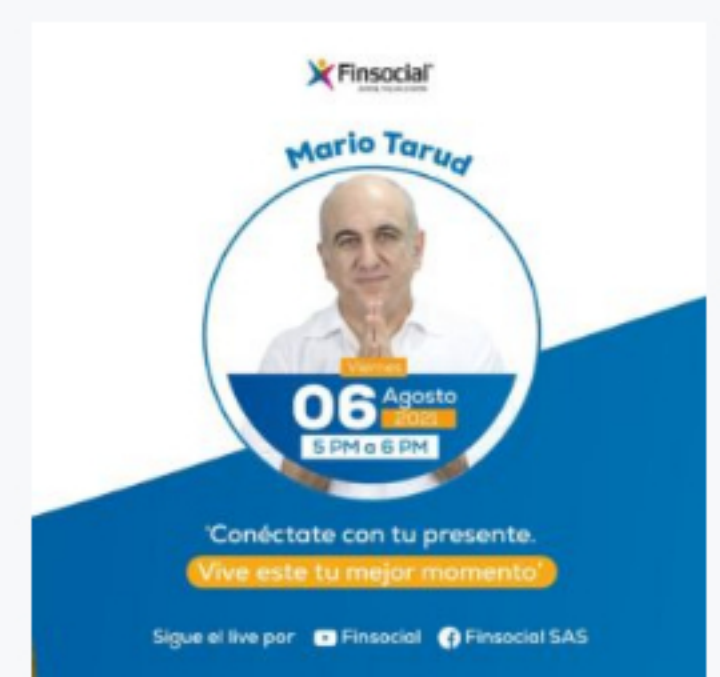 Finsocial
Mario Tarud
Viernes
06 Agosto
2021
5 PM a 6 PM
"Conéctate con tu presente.
Vive este tu mejor momento"
Sigue el live por Finsocial Finsocial SAS